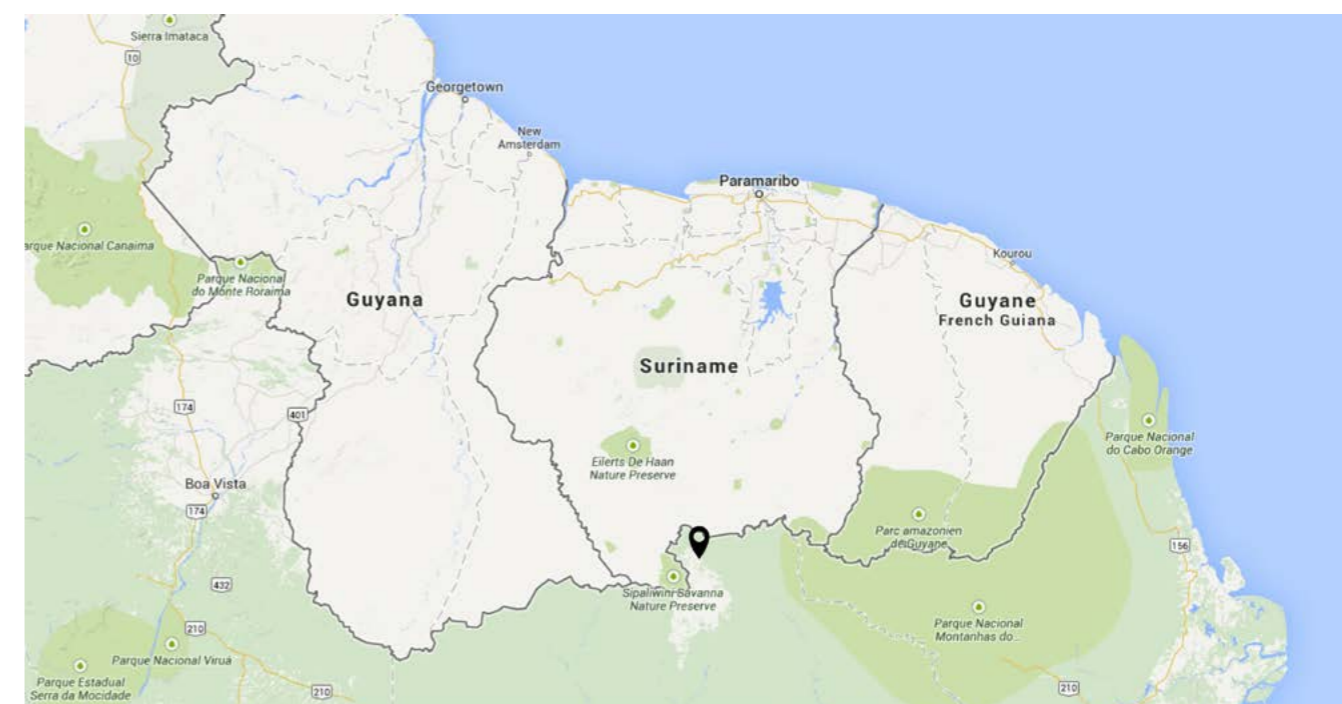 Sierra Imataca
10
Georgetown
New
Amsterdam
Paramaribo
arque Nacional Canaima
Parque Nacional
do Monte Roraima
Kourou
Guyana
Guyane
French Guiana
Suriname
174
401
Parque Nacional
do Cabo Orange
Eilerts De Haan
Nature Preserve
Boa Vista
174
Parc amazonien
de Guyane
156
432
Sipaliwini Savanna
Nature Preserve
210
Parque Nacional
Montanhas do...
Parque Nacional Viruá
Parque Estadual
Serra da Mocidade
210
210